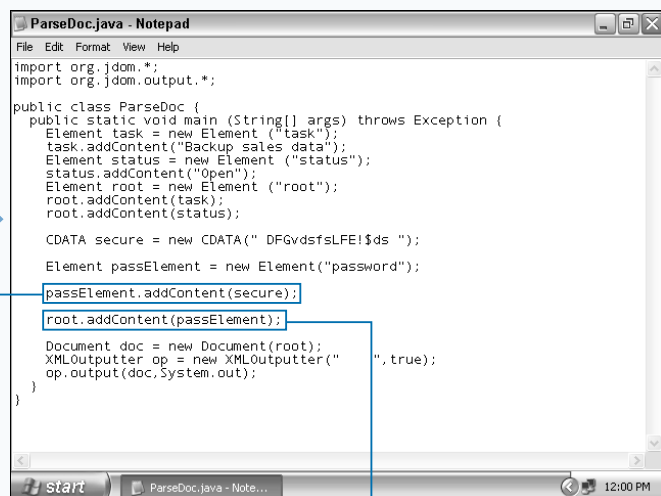 ParseDoc.java - Notepad
File Edit Format View Help
import org.jdom.*;
import org.jdom.output.*;
public class ParseDoc {
public static void main (String[] args) throws Exception {
Element task = new Element ("task");
task.addContent("Backup sales data");
Element status = new Element ("status");
status.addContent("Open");
Element root = new Element ("root");
root.addContent(task);
root.addContent(status);
CDATA secure = new CDATA(" DFGvdsfsLFE!$ds ");
Element passElement = new Element("password");
passElement.addContent(secure);
root.addContent(passElement);
Document doc = new Document(root);
XMLOutputter op = new XMLOutputter("     ",true);
op.output(doc,System.out);
}
}
start ParseDoc.java - Note... 12:00 PM